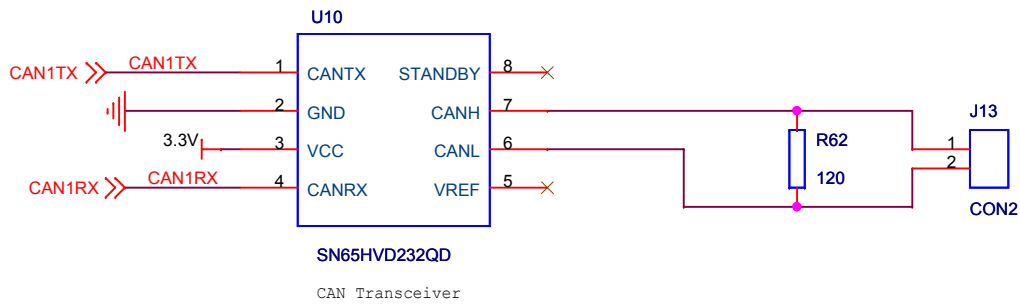 U10
CAN1TX CAN1TX 1 CANTX STANDBY 8
2 GND CANH 7
J13
3.3V 3 VCC CANL 6 R62 1
2
CAN1RX CAN1RX 4 CANRX VREF 5 120
CON2
SN65HVD232QD
CAN Transceiver